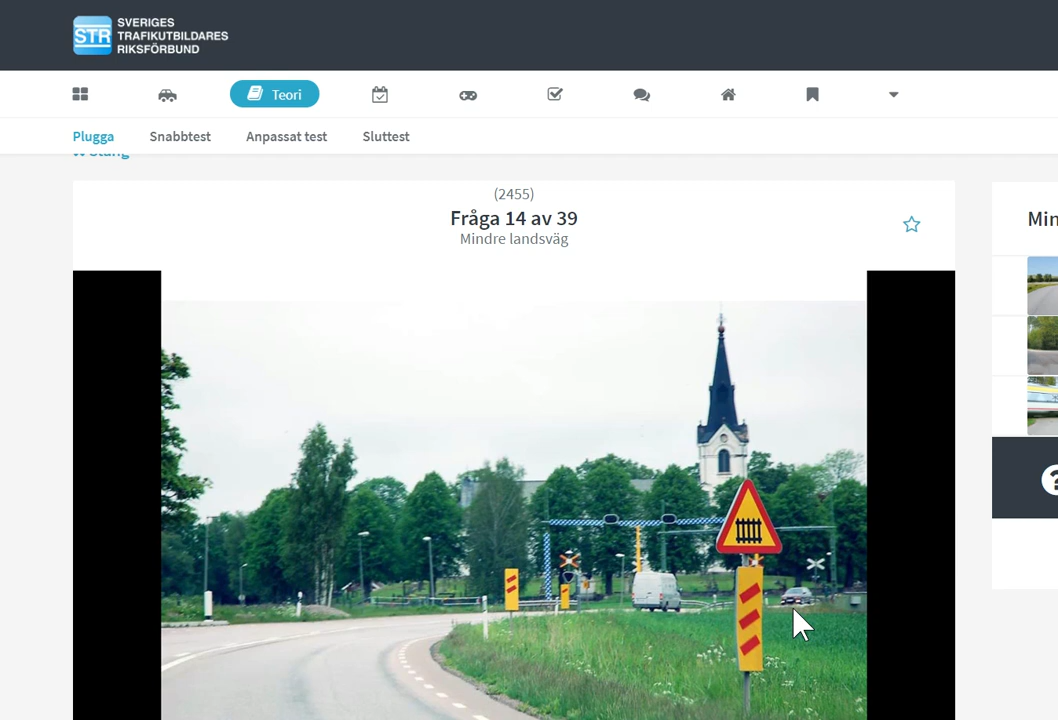 STR
SVERIGES
TRAFIKUTBILDARES
RIKSFÖRBUND
Teori
Plugga
Snabbtest
Anpassat test
Sluttest
(2455)
Fråga 14 av 39
Mindre landsväg
Min
?